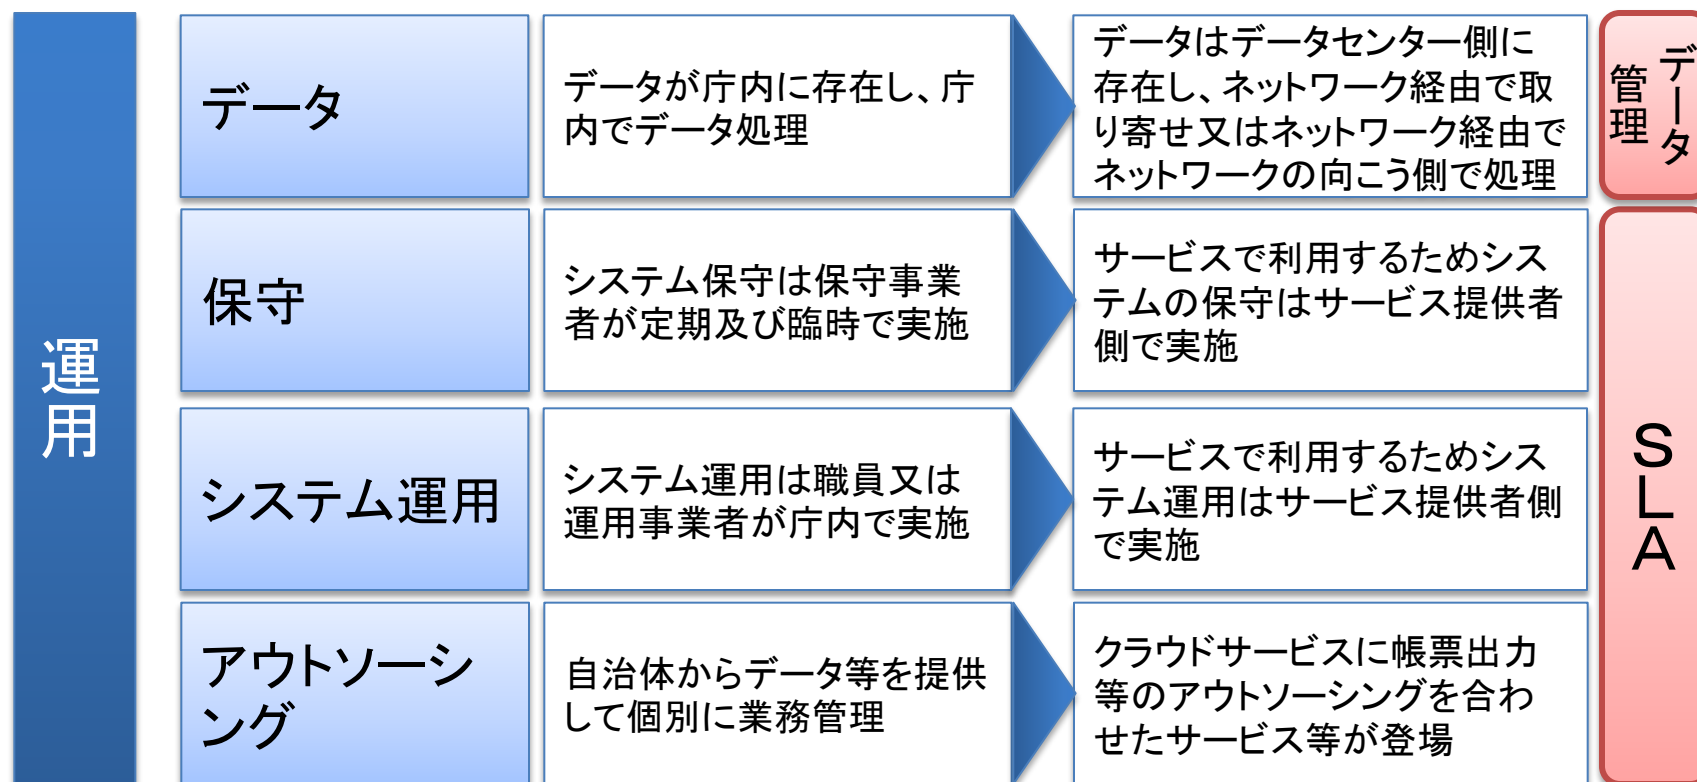 運用
データ
データが庁内に存在し、庁
内でデータ処理
データはデータセンター側に
存在し、ネットワーク経由で取
り寄せ又はネットワーク経由で
ネットワークの向こう側で処理
データ
管理
保守
システム保守は保守事業
者が定期及び臨時で実施
サービスで利用するためシス
テムの保守はサービス提供者
側で実施
システム運用
システム運用は職員又は
運用事業者が庁内で実施
サービスで利用するためシス
テム運用はサービス提供者側
で実施
アウトソーシ
ング
自治体からデータ等を提供
して個別に業務管理
クラウドサービスに帳票出力
等のアウトソーシングを合わ
せたサービス等が登場
ＳＬＡ